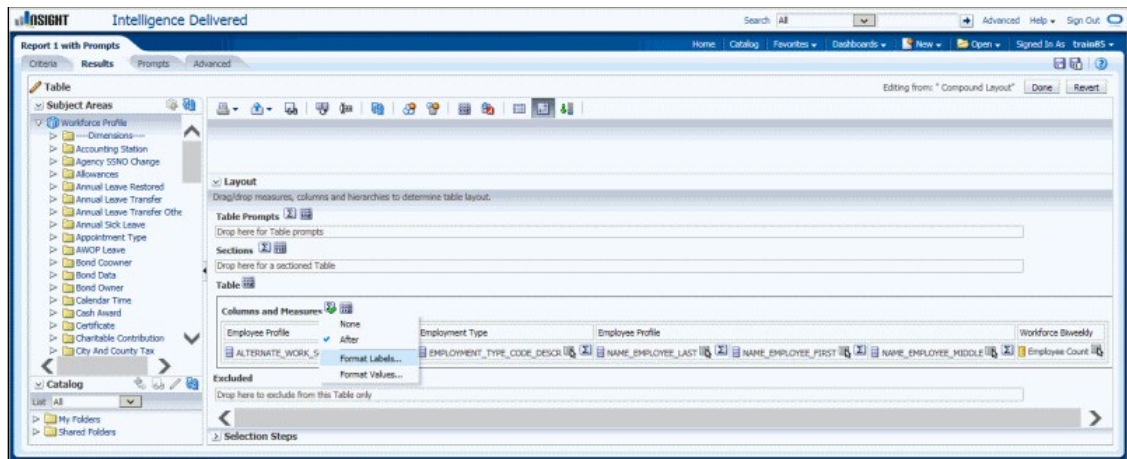 INSIGHT Intelligence Delivered Search All Advanced Help Sign Out
Report 1 with Prompts Home Catalog Favorites Dashboards New Open Signed In As train85
Criteria Results Prompts Advanced
Table Editing from: "Compound Layout" Done Revert
Subject Areas
Workforce Profile
----Dimensions----
Accounting Station
Agency SSNO Change
Allowances
Annual Leave Restored
Annual Leave Transfer
Annual Leave Transfer Othe
Annual Sick Leave
Appointment Type
AWOP Leave
Bond Coowner
Bond Data
Bond Owner
Calendar Time
Cash Award
Certificate
Charitable Contribution
City And County Tax
Catalog
List All
My Folders
Shared Folders
Layout
Drag/drop measures, columns and hierarchies to determine table layout.
Table Prompts
Drop here for Table prompts
Sections
Drop here for a sectioned Table
Table
Columns and Measures
None
After
Format Labels...
Format Values...
Employee Profile Employment Type Employee Profile Workforce Biweekly
ALTERNATE_WORK_S EMPLOYMENT_TYPE_CODE_DESCR NAME_EMPLOYEE_LAST NAME_EMPLOYEE_FIRST NAME_EMPLOYEE_MIDDLE Employee Count
Excluded
Drop here to exclude from this Table only
Selection Steps